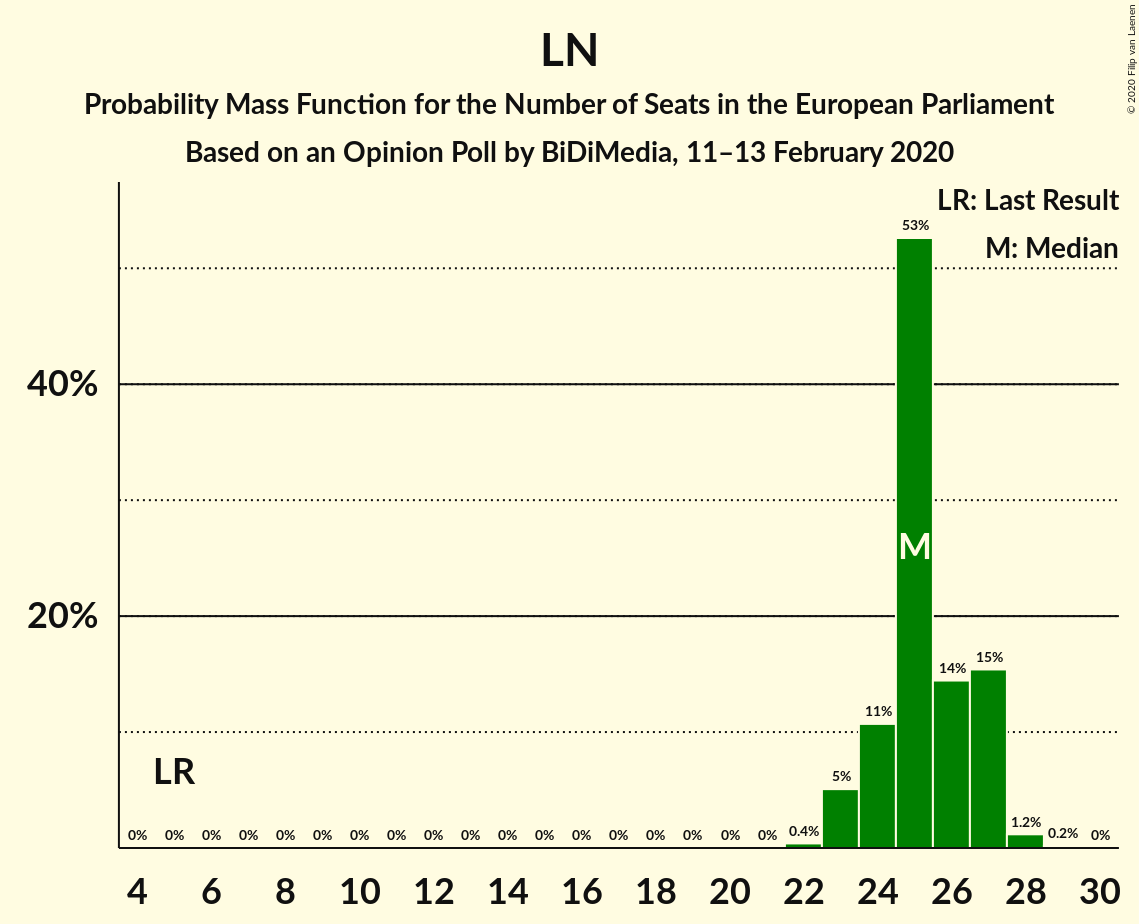 LN
Probability Mass Function for the Number of Seats in the European Parliament
Based on an Opinion Poll by BiDiMedia, 11–13 February 2020
© 2020 Filip van Laenen
LR: Last Result
M: Median
53%
40%
M
20%
15%
14%
11%
LR
5%
0% 0% 0% 0% 0% 0% 0% 0% 0% 0% 0% 0% 0% 0% 0% 0% 0% 0% 0.4% 1.2% 0.2% 0%
4 6 8 10 12 14 16 18 20 22 24 26 28 30